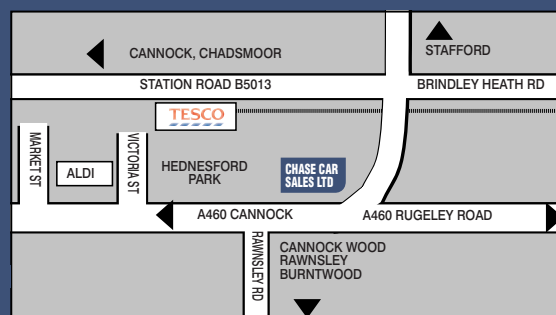 STAFFORD
CANNOCK, CHADSMOOR
STATION ROAD B5013
BRINDLEY HEATH RD
TESCO
MARKET ST
ALDI
VICTORIA ST
HEDNESFORD
PARK
CHASE CAR
SALES LTD
A460 CANNOCK
A460 RUGELEY ROAD
RAWNSLEY RD
CANNOCK WOOD
RAWNSLEY
BURNTWOOD